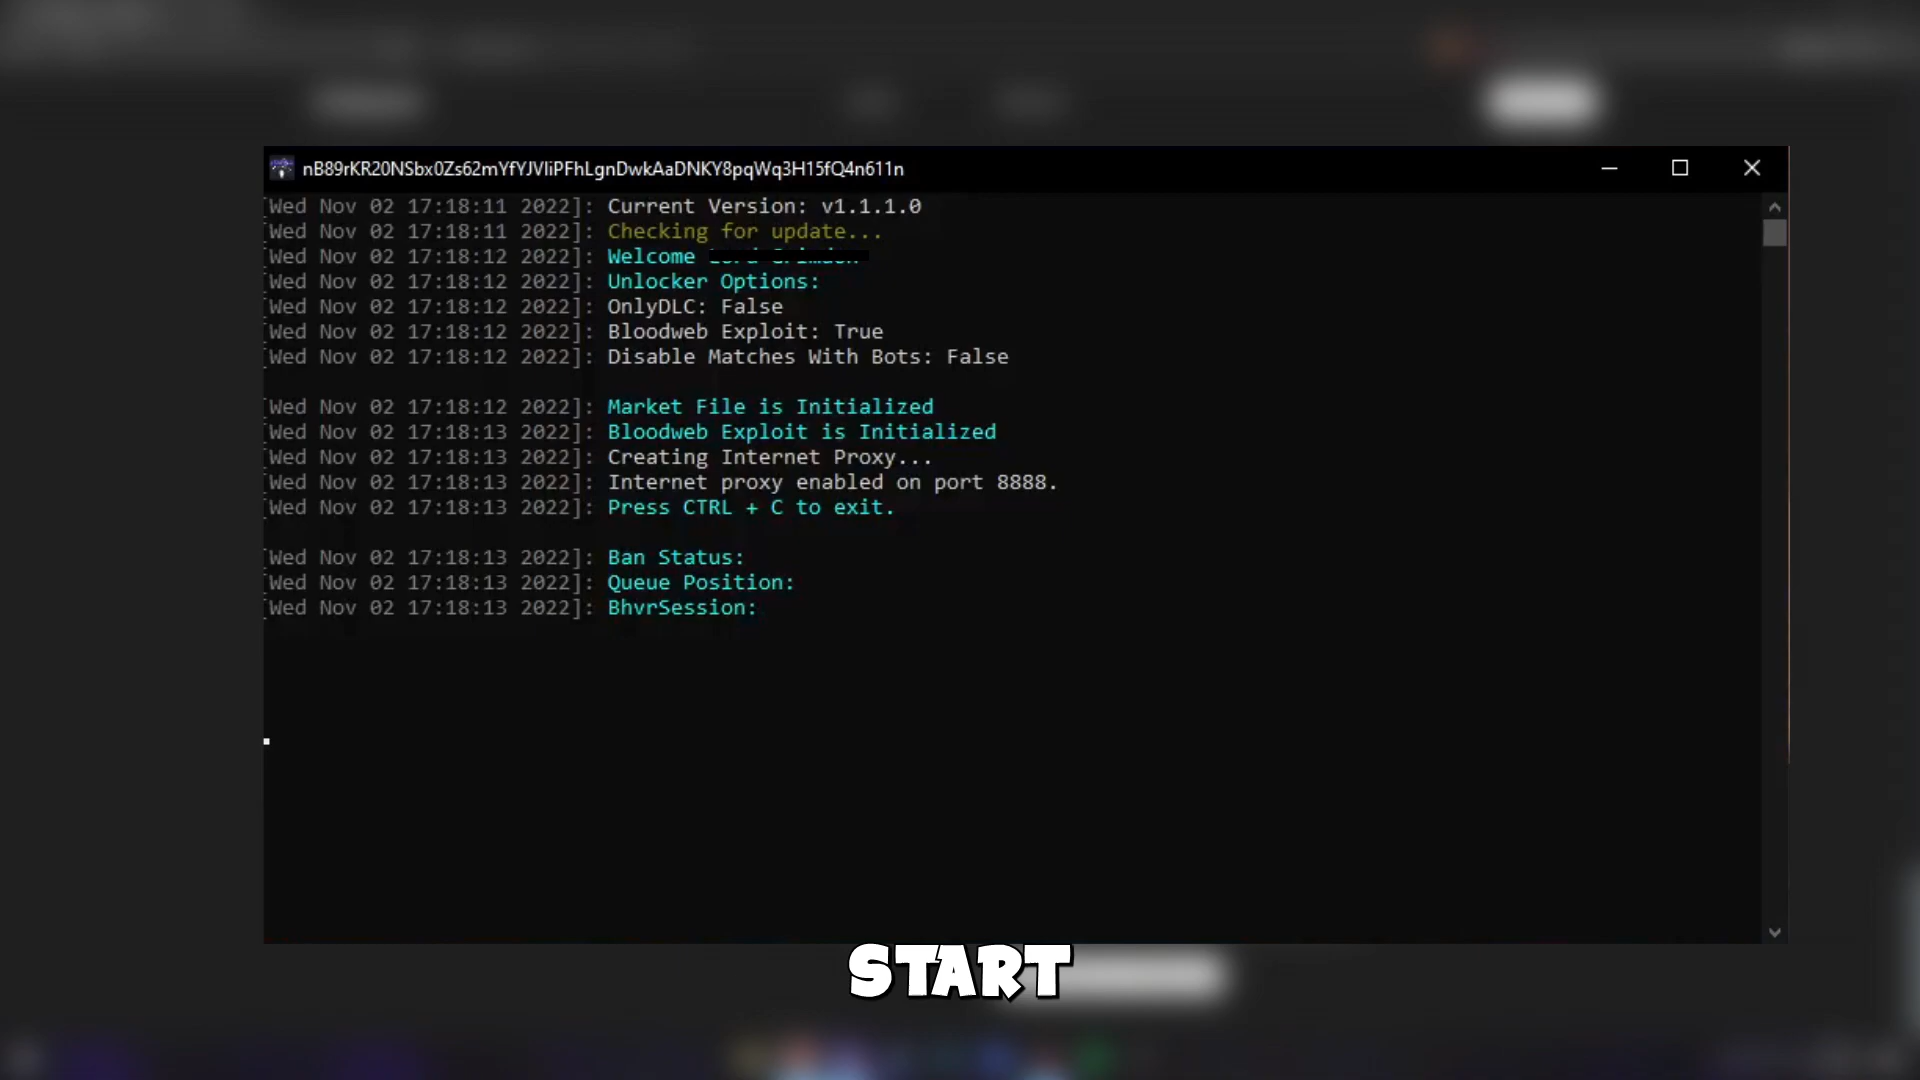 nB89rKR20NSbx0Zs62mYfYJVliPFhLgnDwkAaDNKY8pqWq3H15fQ4n611n
[Wed Nov 02 17:18:11 2022]: Current Version: v1.1.1.0
[Wed Nov 02 17:18:11 2022]: Checking for update...
[Wed Nov 02 17:18:12 2022]: Welcome
[Wed Nov 02 17:18:12 2022]: Unlocker Options:
[Wed Nov 02 17:18:12 2022]: OnlyDLC: False
[Wed Nov 02 17:18:12 2022]: Bloodweb Exploit: True
[Wed Nov 02 17:18:12 2022]: Disable Matches With Bots: False
[Wed Nov 02 17:18:12 2022]: Market File is Initialized
[Wed Nov 02 17:18:13 2022]: Bloodweb Exploit is Initialized
[Wed Nov 02 17:18:13 2022]: Creating Internet Proxy...
[Wed Nov 02 17:18:13 2022]: Internet proxy enabled on port 8888.
[Wed Nov 02 17:18:13 2022]: Press CTRL + C to exit.
[Wed Nov 02 17:18:13 2022]: Ban Status:
[Wed Nov 02 17:18:13 2022]: Queue Position:
[Wed Nov 02 17:18:13 2022]: BhvrSession:
START